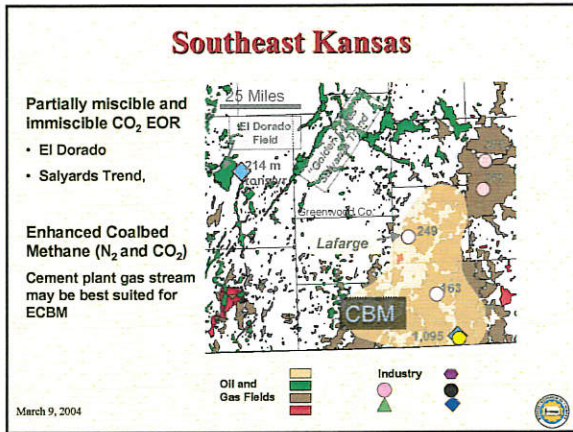 Southeast Kansas
Partially miscible and
immiscible CO₂ EOR
• El Dorado
• Salyards Trend,
Enhanced Coalbed
Methane (N₂ and CO₂)
Cement plant gas stream
may be best suited for
ECBM
25 Miles
El Dorado
Field
214 m
Greenwood Co.
Lafarge
249
163
CBM
1,095
Oil and
Gas Fields
Industry
March 9, 2004